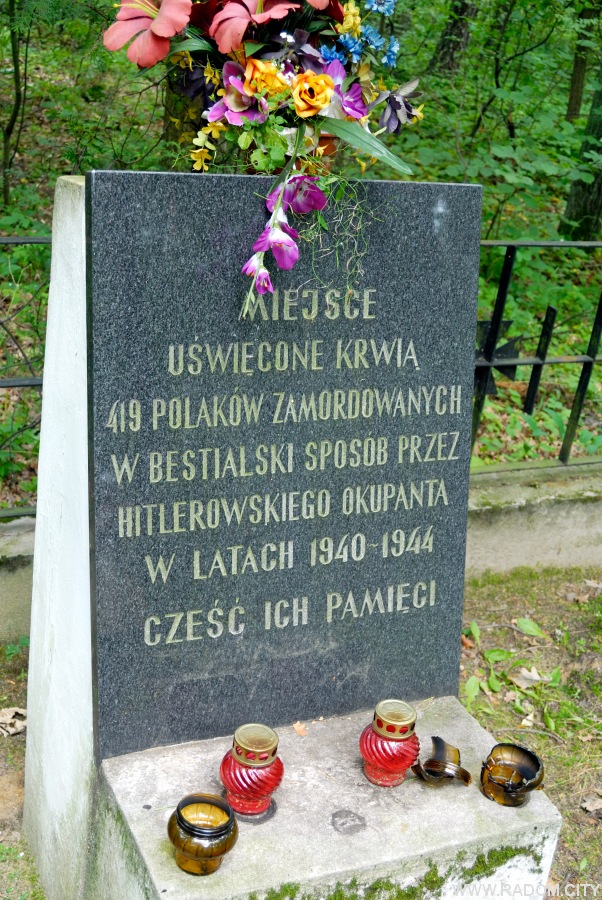 MIEJSCE
UŚWIĘCONE KRWIĄ
419 POLAKÓW ZAMORDOWANYCH
W BESTIALSKI SPOSÓB PRZEZ
HITLEROWSKIEGO OKUPANTA
W LATACH 1940-1944
CZEŚĆ ICH PAMIĘCI
WWW.RADOM.CITY